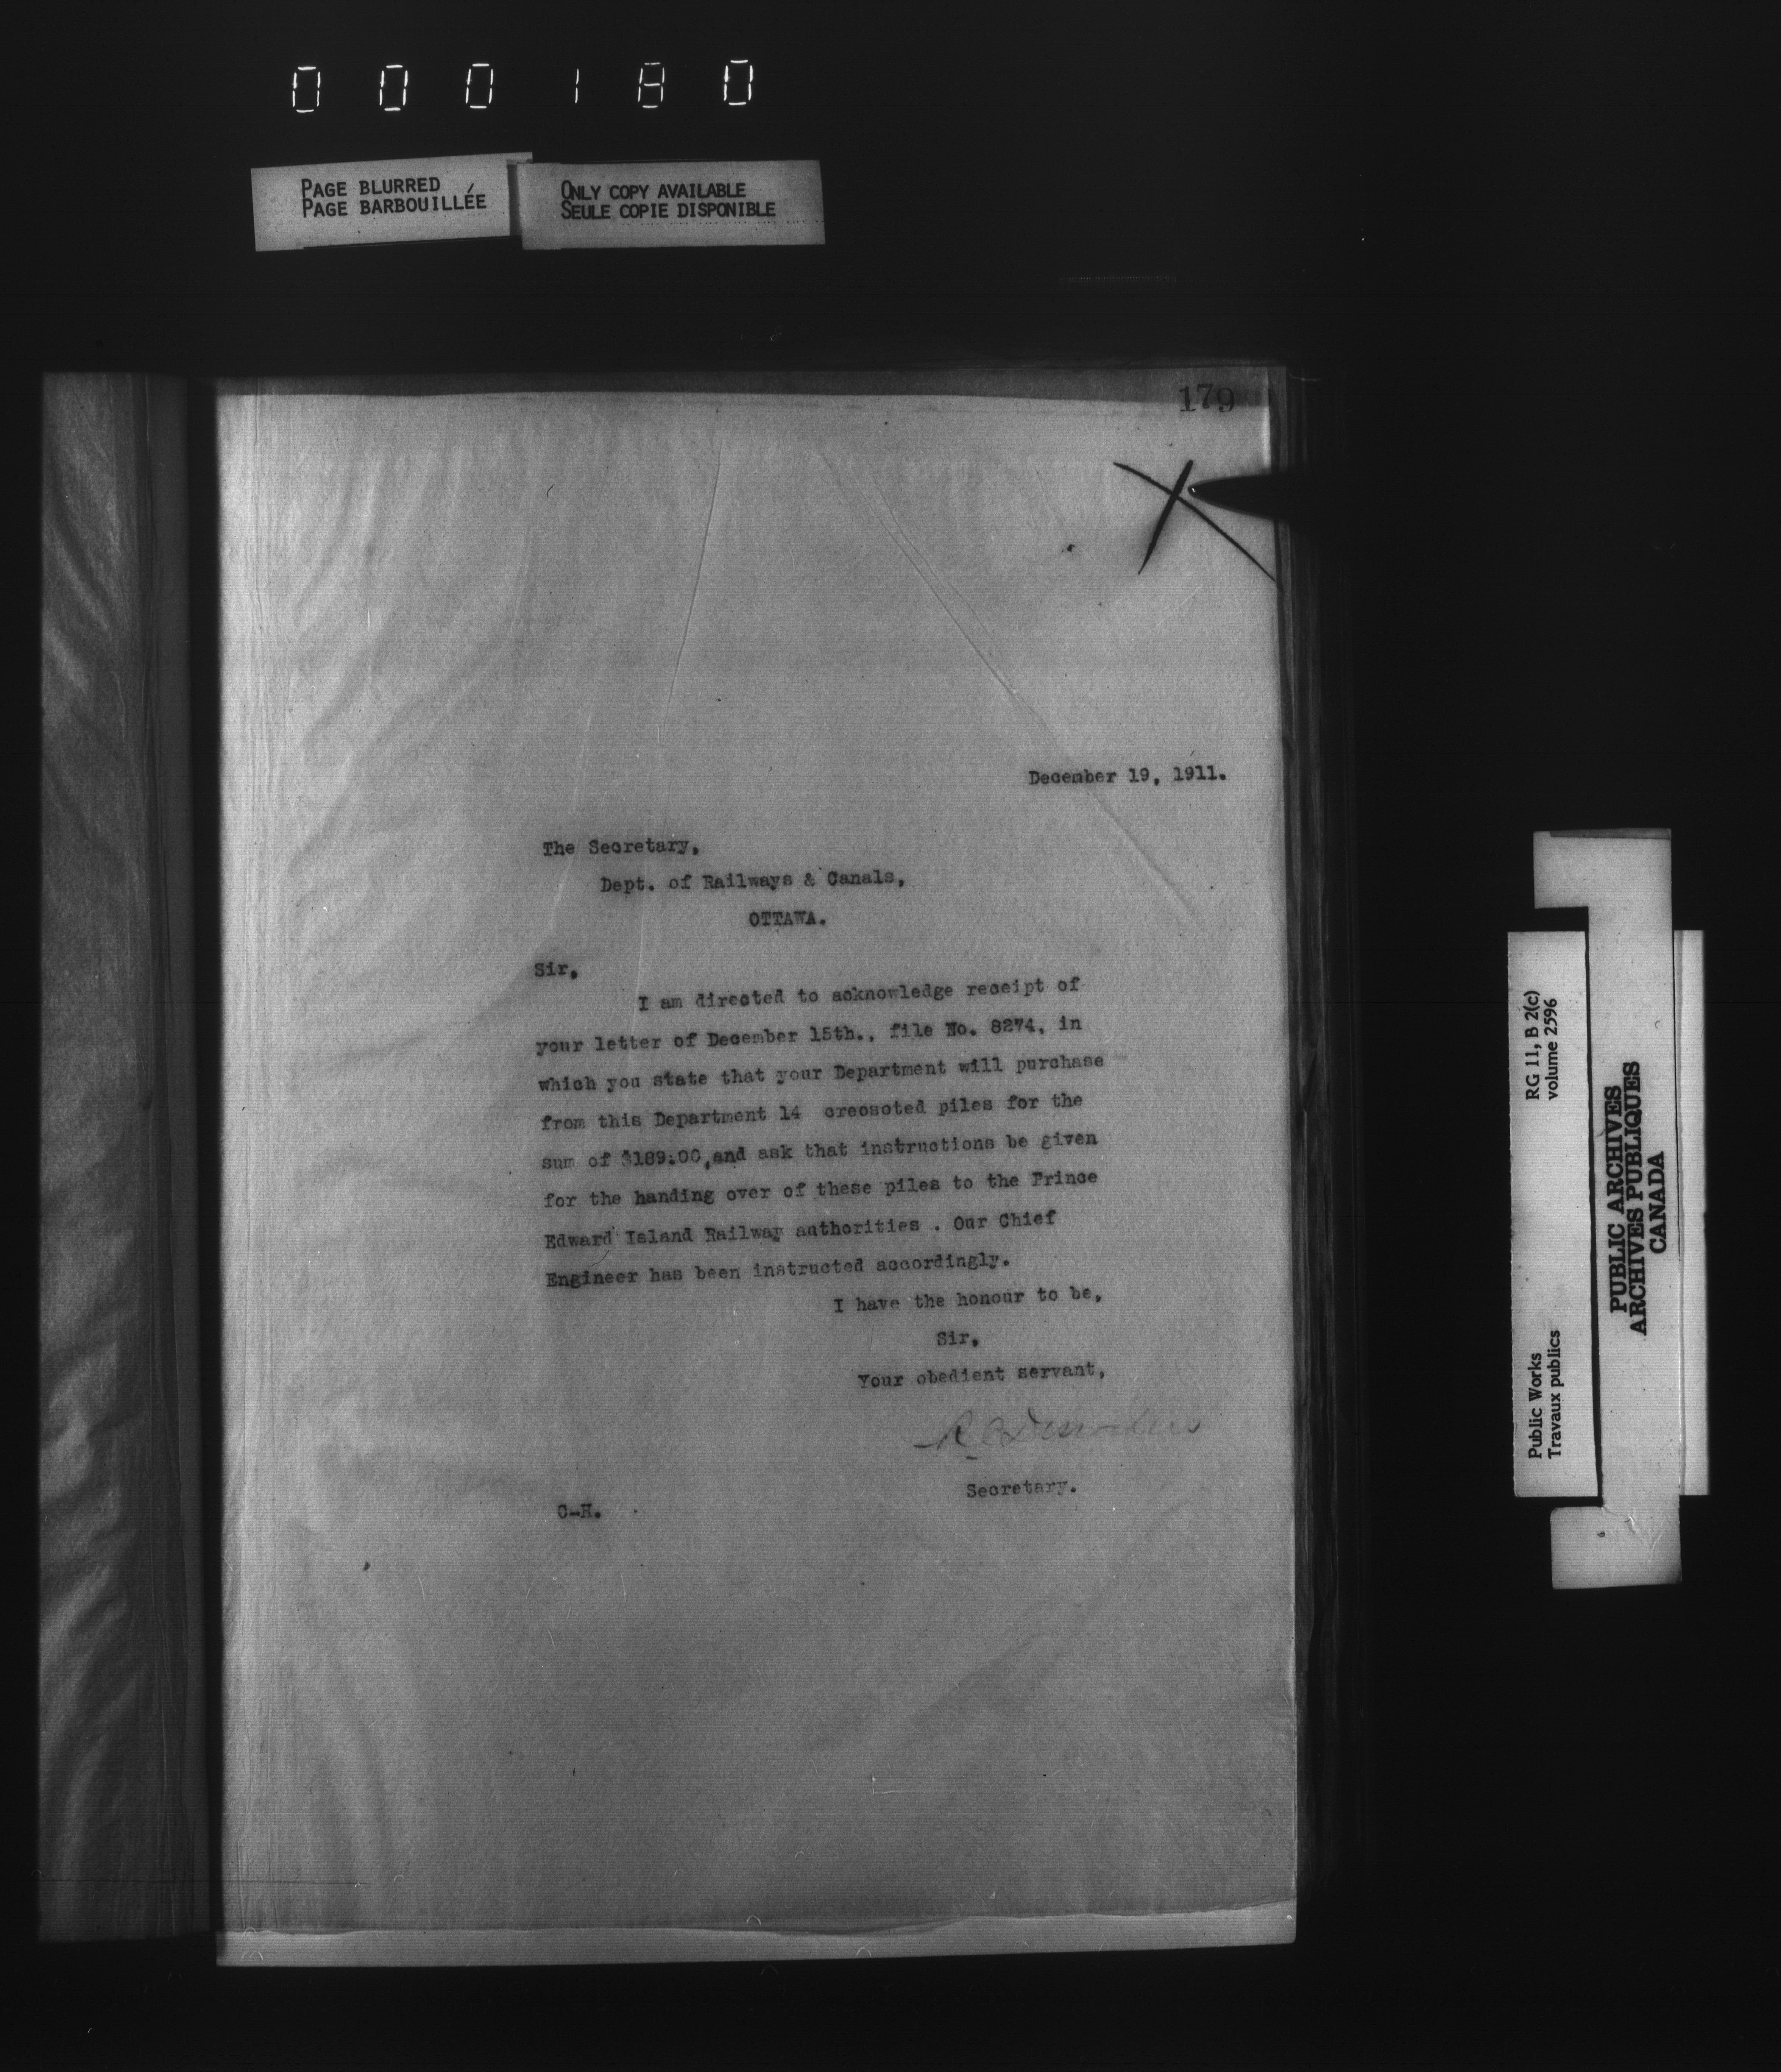 000180
PAGE BLURRED
PAGE BARBOUILLÉE
ONLY COPY AVAILABLE
SEULE COPIE DISPONIBLE
179
December 19, 1911.
The Secretary,
Dept. of Railways & Canals,
OTTAWA.
Sir,
I am directed to acknowledge receipt of
your letter of December 15th., file No. 8274, in
which you state that your Department will purchase
from this Department 14 creosoted piles for the
sum of $189.00,and ask that instructions be given
for the handing over of these piles to the Prince
Edward Island Railway authorities . Our Chief
Engineer has been instructed accordingly.
I have the honour to be,
Sir,
Your obedient servant,
Secretary.
C-H.
RG 11, B 2(c)
volume 2596
Public Works
Travaux publics
PUBLIC ARCHIVES
ARCHIVES PUBLIQUES
CANADA